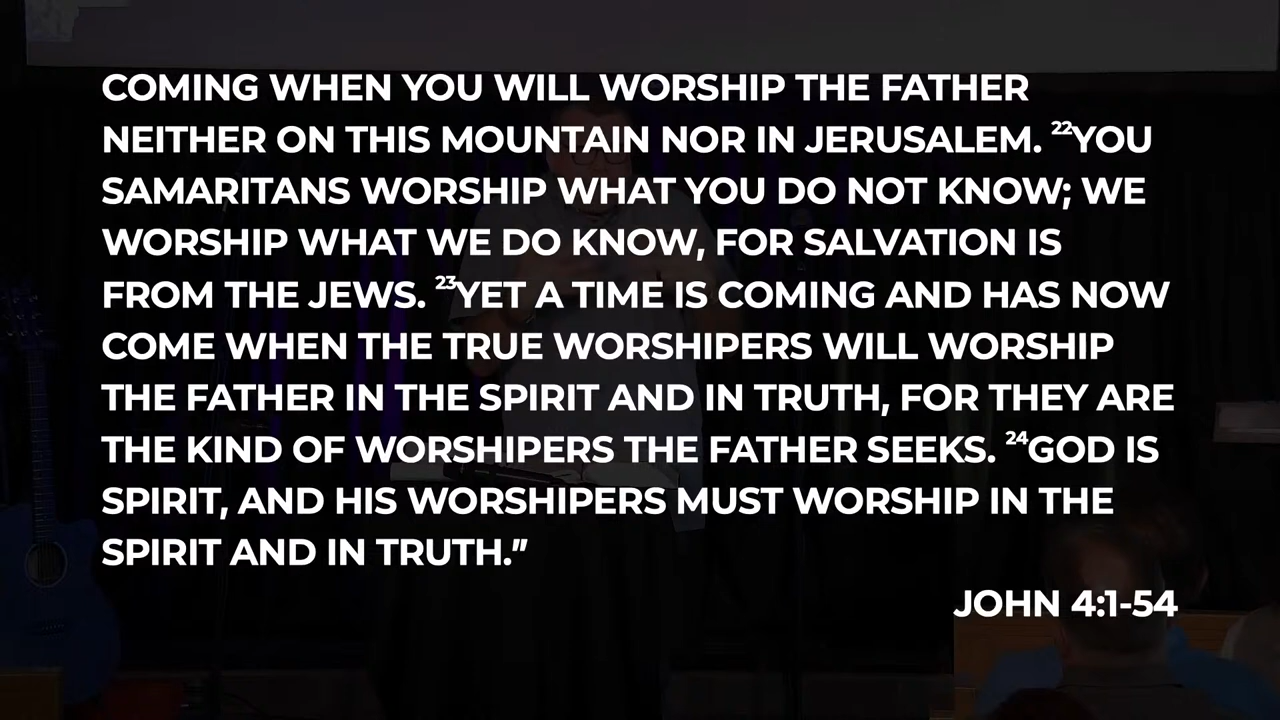 COMING WHEN YOU WILL WORSHIP THE FATHER
NEITHER ON THIS MOUNTAIN NOR IN JERUSALEM. ²²YOU
SAMARITANS WORSHIP WHAT YOU DO NOT KNOW; WE
WORSHIP WHAT WE DO KNOW, FOR SALVATION IS
FROM THE JEWS. ²³YET A TIME IS COMING AND HAS NOW
COME WHEN THE TRUE WORSHIPERS WILL WORSHIP
THE FATHER IN THE SPIRIT AND IN TRUTH, FOR THEY ARE
THE KIND OF WORSHIPERS THE FATHER SEEKS. ²⁴GOD IS
SPIRIT, AND HIS WORSHIPERS MUST WORSHIP IN THE
SPIRIT AND IN TRUTH.”
JOHN 4:1-54